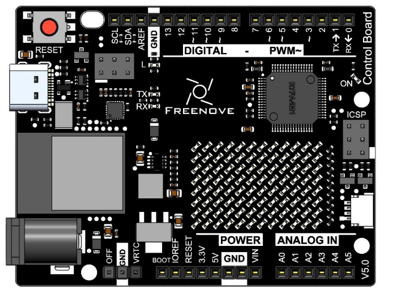 RESET
SCL
SDA
AREF
GND
13
12
~11
~10
~9
8
7
~6
~5
4
~3
2
TX→1
RX←0
DIGITAL - PWM~
L
TX
RX
FREENOVE
Control Board
ON
ICSP
V5.0
OFF
GND
VRTC
BOOT
IOREF
RESET
3.3V
5V
GND
VIN
POWER
ANALOG IN
A0
A1
A2
A3
A4
A5